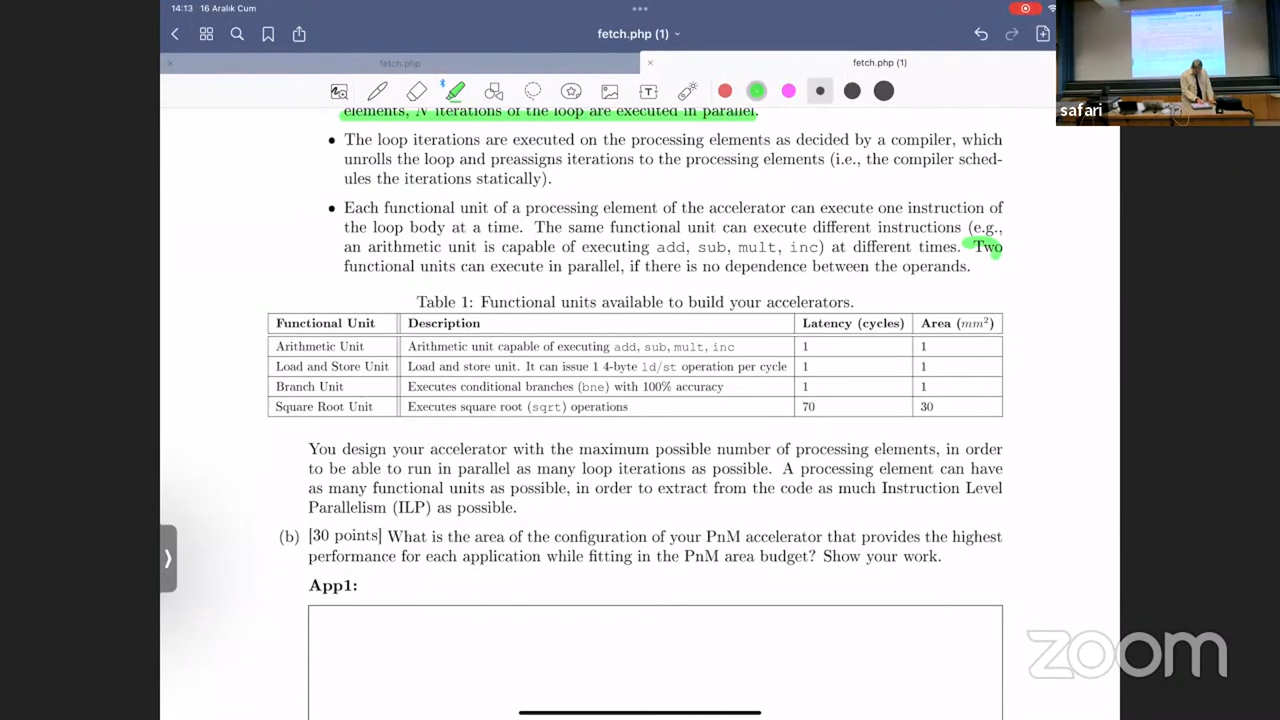 14:13 16 Aralık Cum
fetch.php (1)
fetch.php
fetch.php (1)
safari
elements, N iterations of the loop are executed in parallel.
• The loop iterations are executed on the processing elements as decided by a compiler, which
unrolls the loop and preassigns iterations to the processing elements (i.e., the compiler sched-
ules the iterations statically).
• Each functional unit of a processing element of the accelerator can execute one instruction of
the loop body at a time. The same functional unit can execute different instructions (e.g.,
an arithmetic unit is capable of executing add, sub, mult, inc) at different times. Two
functional units can execute in parallel, if there is no dependence between the operands.
Table 1: Functional units available to build your accelerators.
Functional Unit Description Latency (cycles) Area (mm²)
Arithmetic Unit Arithmetic unit capable of executing add, sub, mult, inc 1 1
Load and Store Unit Load and store unit. It can issue 1 4-byte ld/st operation per cycle 1 1
Branch Unit Executes conditional branches (bne) with 100% accuracy 1 1
Square Root Unit Executes square root (sqrt) operations 70 30
You design your accelerator with the maximum possible number of processing elements, in order
to be able to run in parallel as many loop iterations as possible. A processing element can have
as many functional units as possible, in order to extract from the code as much Instruction Level
Parallelism (ILP) as possible.
(b) [30 points] What is the area of the configuration of your PnM accelerator that provides the highest
performance for each application while fitting in the PnM area budget? Show your work.
App1:
zoom